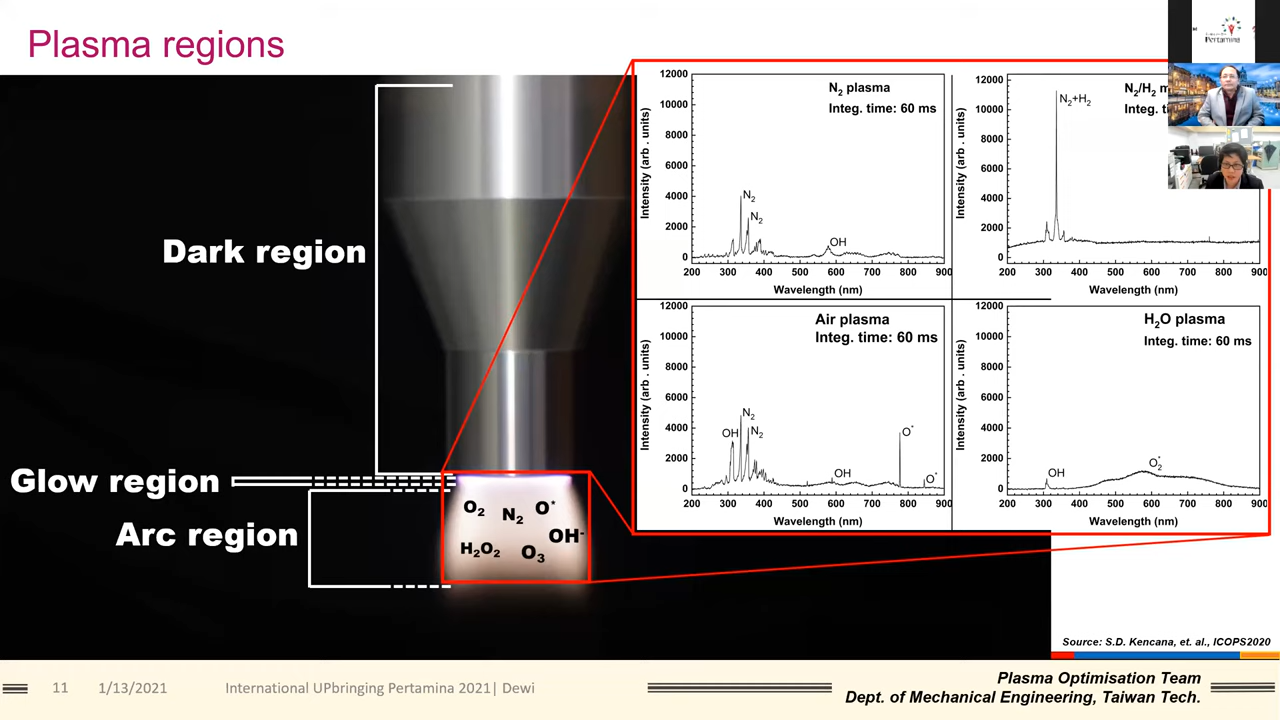 Plasma regions
Pertamina
Dark region
Glow region
Arc region
O2 N2 O*
OH-
H2O2 O3
12000
10000
8000
6000
4000
2000
0
Intensity (arb . units)
N2 plasma
Integ. time: 60 ms
N2
N2
OH
200 300 400 500 600 700 800 900
Wavelength (nm)
12000
10000
8000
6000
4000
2000
0
Intensity (arb . units)
N2/H2
Integ.
N2+H2
200 300 400 500 600 700 800 900
Wavelength (nm)
12000
10000
8000
6000
4000
2000
0
Intensity (arb . units)
Air plasma
Integ. time: 60 ms
OH
N2
N2
OH
O*
O*
200 300 400 500 600 700 800 900
Wavelength (nm)
12000
10000
8000
6000
4000
2000
0
Intensity (arb . units)
H2O plasma
Integ. time: 60 ms
OH
O2*
200 300 400 500 600 700 800 900
Wavelength (nm)
Source: S.D. Kencana, et. al., ICOPS2020
11 1/13/2021 International UPbringing Pertamina 2021| Dewi
Plasma Optimisation Team
Dept. of Mechanical Engineering, Taiwan Tech.